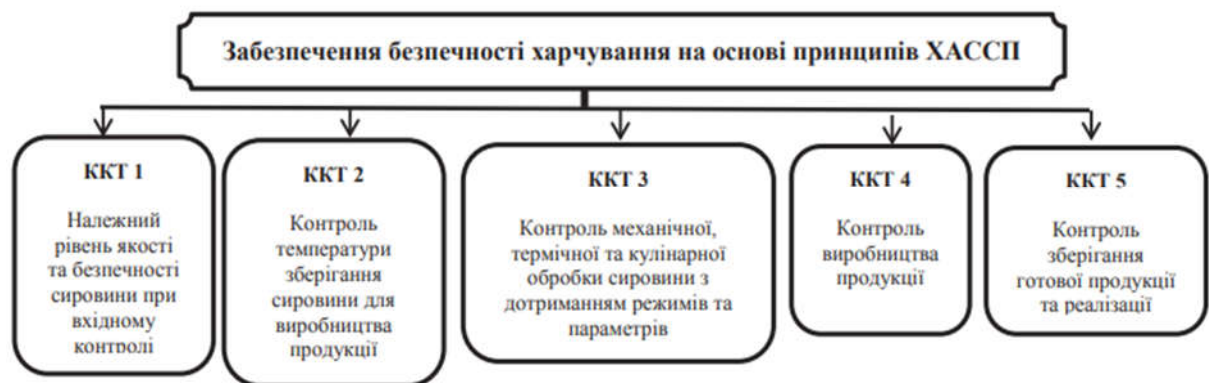 Забезпечення безпечності харчування на основі принципів ХАССП
ККТ 1
Належний
рівень якості
та безпечності
сировини при
вхідному
контролі
ККТ 2
Контроль
температури
зберігання
сировини для
виробництва
продукції
ККТ 3
Контроль механічної,
термічної та кулінарної
обробки сировини з
дотриманням режимів та
параметрів
ККТ 4
Контроль
виробництва
продукції
ККТ 5
Контроль
зберігання
готової продукції
та реалізації